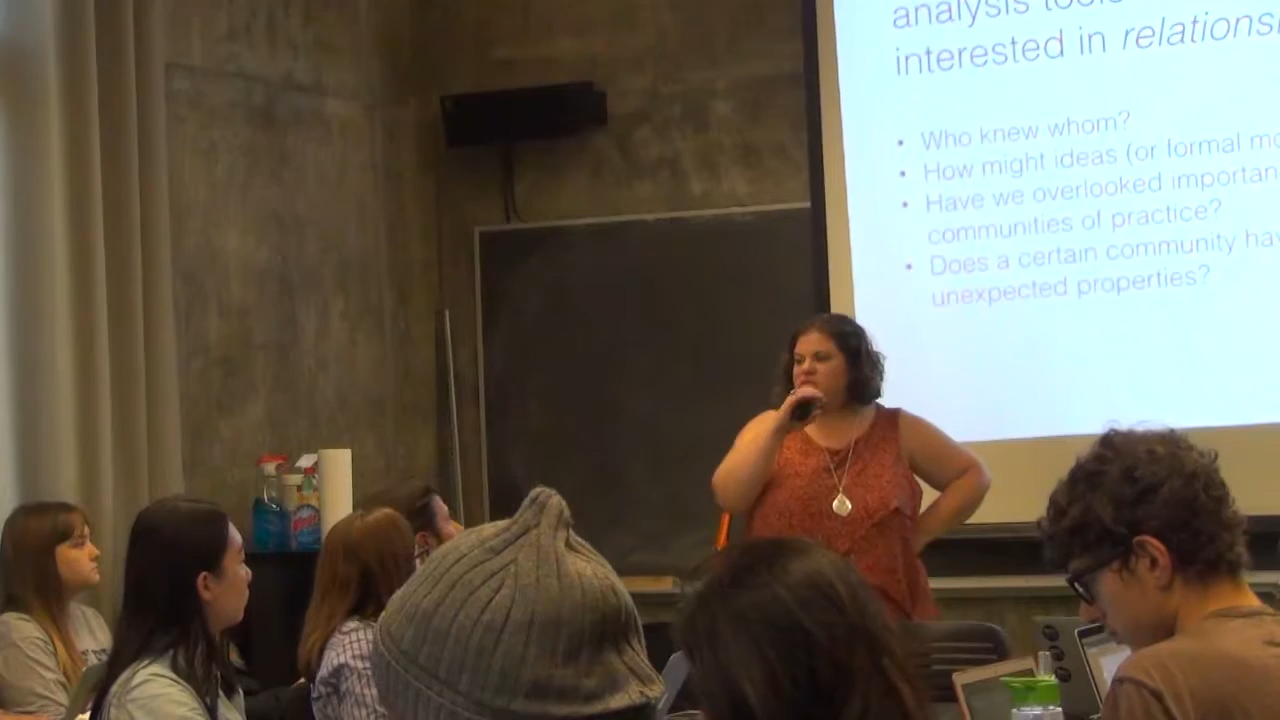 analysis tools
interested in relations
• Who knew whom?
• How might ideas (or formal mo
• Have we overlooked importan
communities of practice?
• Does a certain community hav
unexpected properties?